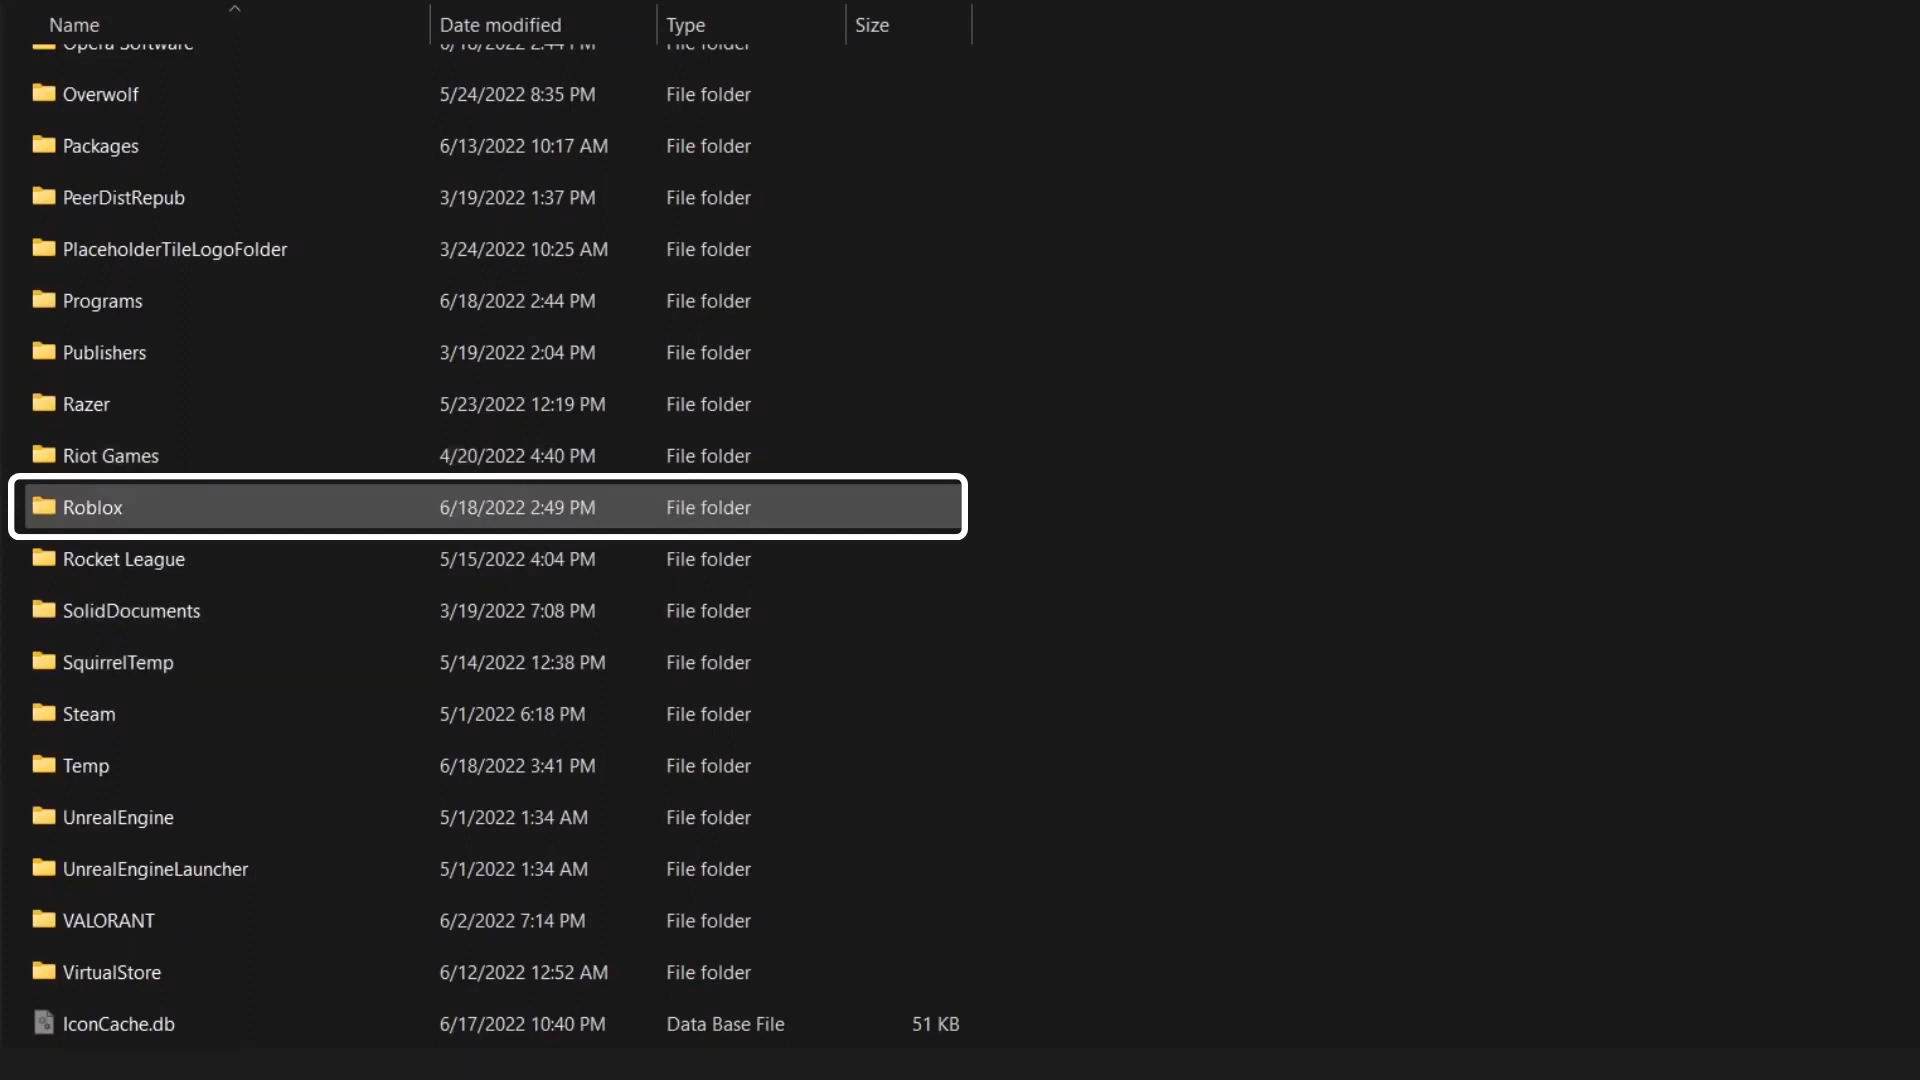 Name Date modified Type Size
Opera Software 6/18/2022 2:44 PM File folder
Overwolf 5/24/2022 8:35 PM File folder
Packages 6/13/2022 10:17 AM File folder
PeerDistRepub 3/19/2022 1:37 PM File folder
PlaceholderTileLogoFolder 3/24/2022 10:25 AM File folder
Programs 6/18/2022 2:44 PM File folder
Publishers 3/19/2022 2:04 PM File folder
Razer 5/23/2022 12:19 PM File folder
Riot Games 4/20/2022 4:40 PM File folder
Roblox 6/18/2022 2:49 PM File folder
Rocket League 5/15/2022 4:04 PM File folder
SolidDocuments 3/19/2022 7:08 PM File folder
SquirrelTemp 5/14/2022 12:38 PM File folder
Steam 5/1/2022 6:18 PM File folder
Temp 6/18/2022 3:41 PM File folder
UnrealEngine 5/1/2022 1:34 AM File folder
UnrealEngineLauncher 5/1/2022 1:34 AM File folder
VALORANT 6/2/2022 7:14 PM File folder
VirtualStore 6/12/2022 12:52 AM File folder
IconCache.db 6/17/2022 10:40 PM Data Base File 51 KB